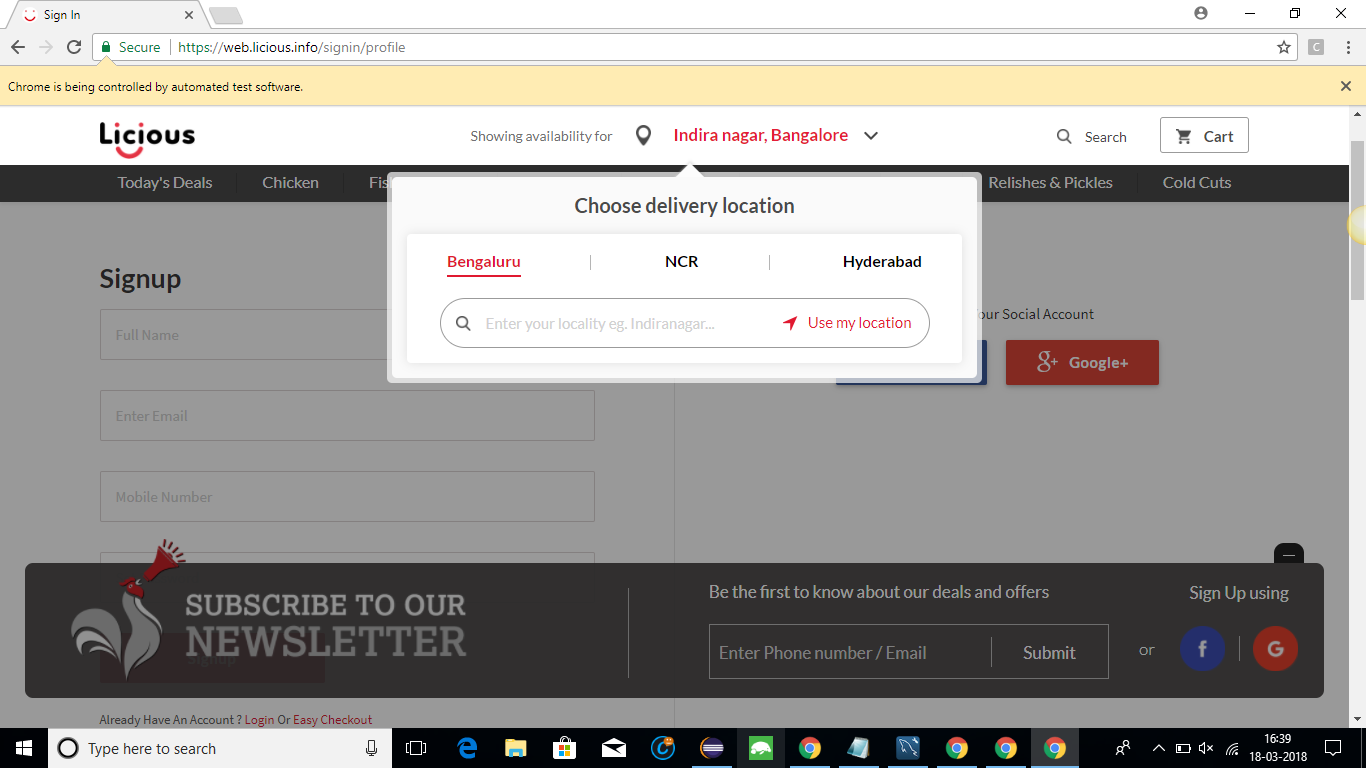 Sign In
Secure
https://web.licious.info/signin/profile
C
Chrome is being controlled by automated test software.
Licious
Showing availability for
Indira nagar, Bangalore
Search
Cart
Today's Deals
Chicken
Relishes & Pickles
Cold Cuts
Choose delivery location
Bengaluru
NCR
Hyderabad
Enter your locality eg. Indiranagar...
Use my location
Signup
Full Name
Enter Email
Mobile Number
Social Account
Google+
SUBSCRIBE TO OUR
NEWSLETTER
Signup
Be the first to know about our deals and offers
Enter Phone number / Email
Submit
or
Sign Up using
Already Have An Account ? Login Or Easy Checkout
Type here to search
16:39
18-03-2018